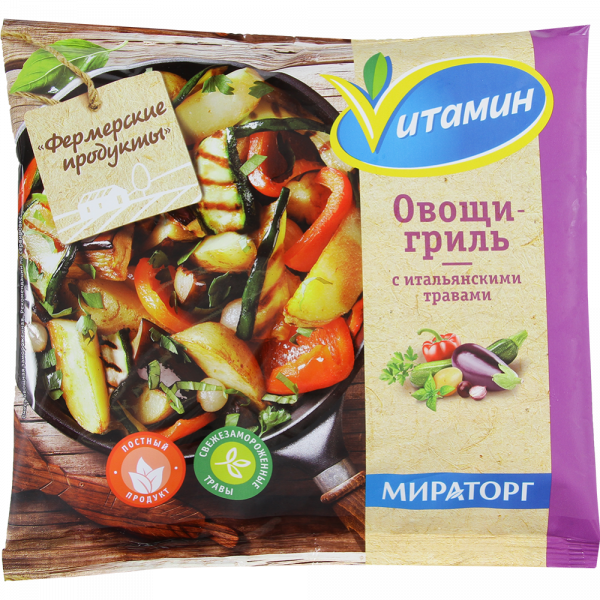 «Фермерские
продукты»
Vитамин
Овощи-
гриль
с итальянскими
травами
ПОСТНЫЙ
ПРОДУКТ
СВЕЖЕЗАМОРОЖЕННЫЕ
ТРАВЫ
МИРАТОРГ